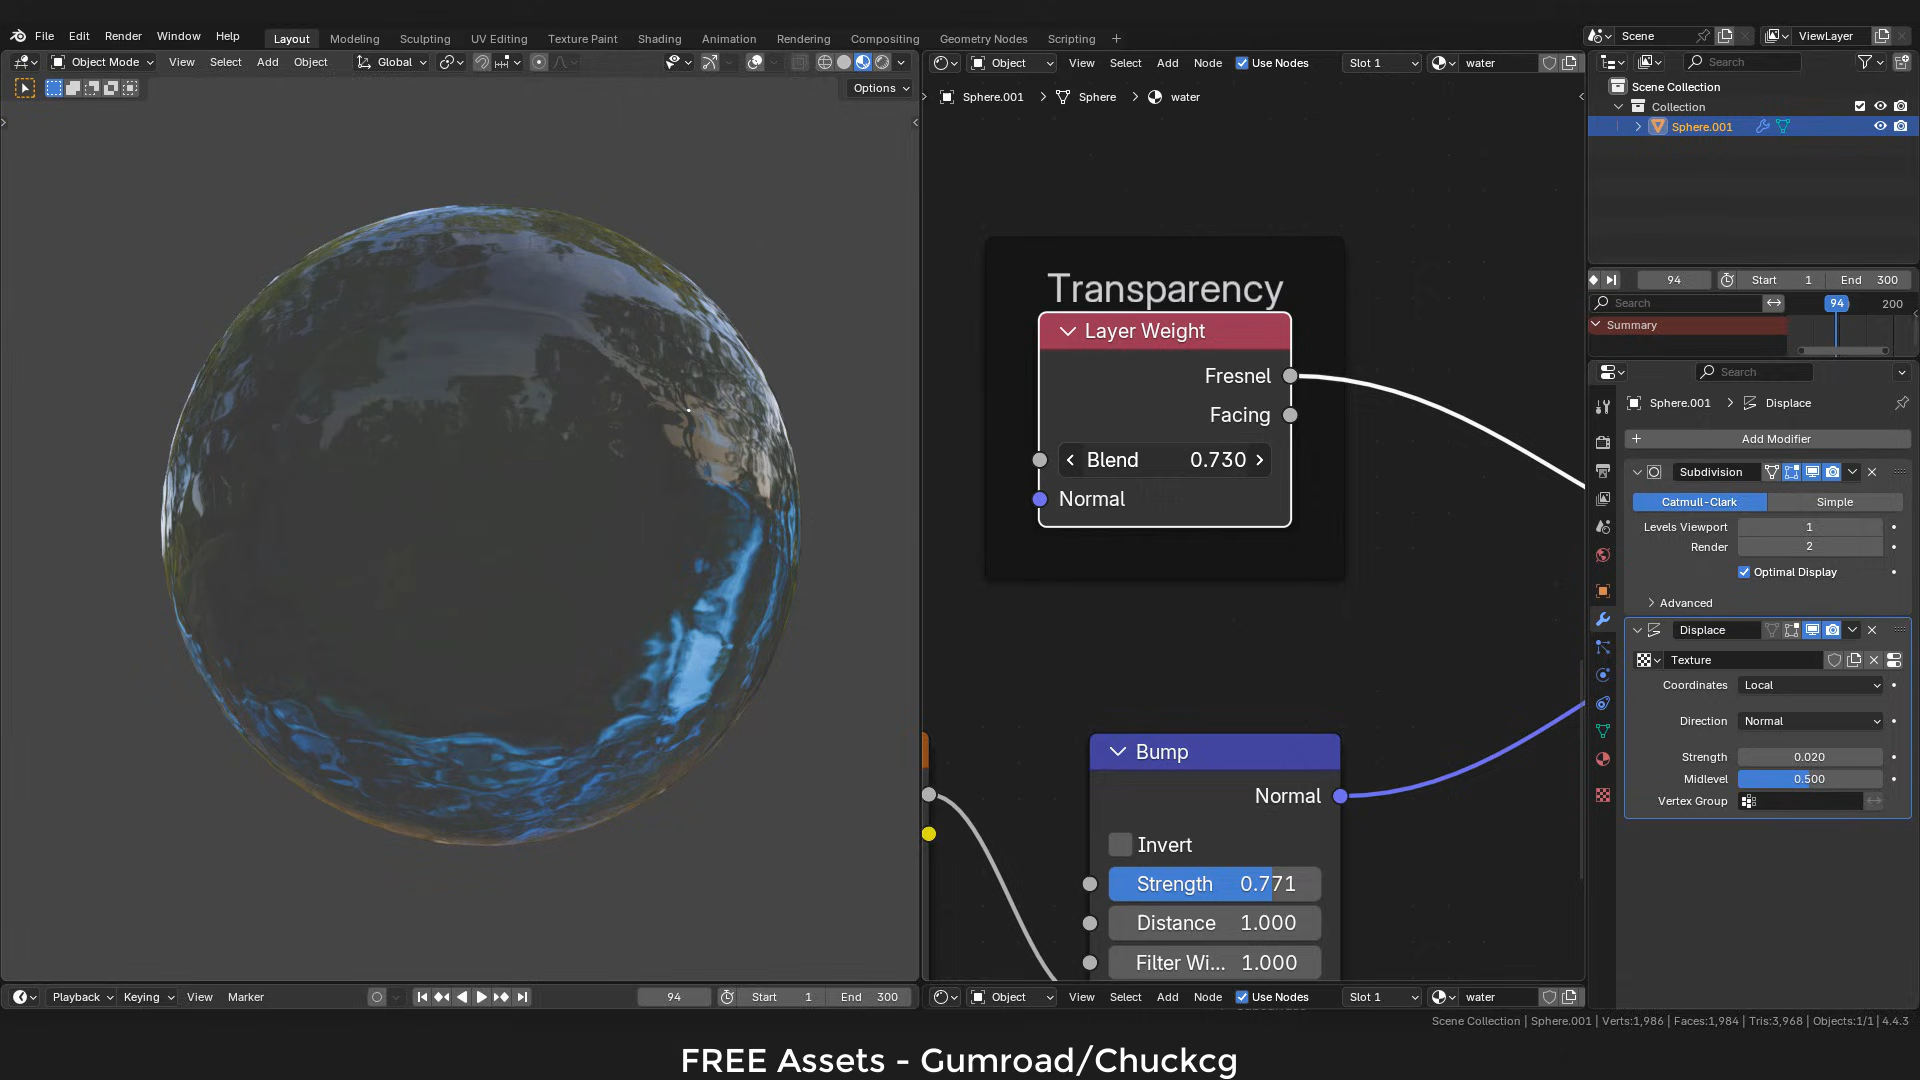 File Edit Render Window Help Layout Modeling Sculpting UV Editing Texture Paint Shading Animation Rendering Compositing Geometry Nodes Scripting + Scene ViewLayer
Object Mode View Select Add Object Global
Options
Object View Select Add Node Use Nodes Slot 1 water
Sphere.001 > Sphere > water
Transparency
Layer Weight
Fresnel
Facing
Blend 0.730
Normal
Bump
Normal
Invert
Strength 0.771
Distance 1.000
Filter Wi... 1.000
Search
Scene Collection
Collection
Sphere.001
94 Start 1 End 300
Search 94 200
Summary
Search
Sphere.001 > Displace
+ Add Modifier
Subdivision
Catmull-Clark Simple
Levels Viewport 1
Render 2
Optimal Display
Advanced
Displace
Texture
Coordinates Local
Direction Normal
Strength 0.020
Midlevel 0.500
Vertex Group
Playback Keying View Marker 94 Start 1 End 300
Object View Select Add Node Use Nodes Slot 1 water
Scene Collection | Sphere.001 | Verts:1,986 | Faces:1,984 | Tris:3,968 | Objects:1/1 | 4.4.3
FREE Assets - Gumroad/Chuckcg